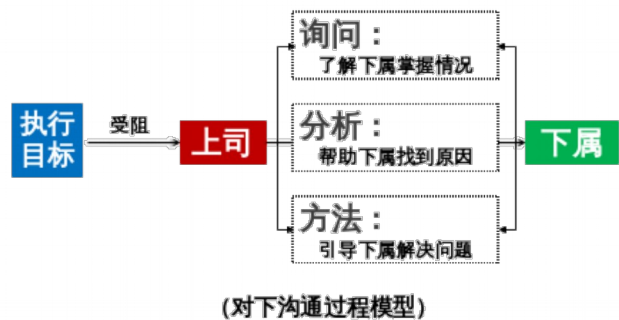 询问：
了解下属掌握情况
执行
目标
受阻
上司
分析：
帮助下属找到原因
下属
方法：
引导下属解决问题
（对下沟通过程模型）